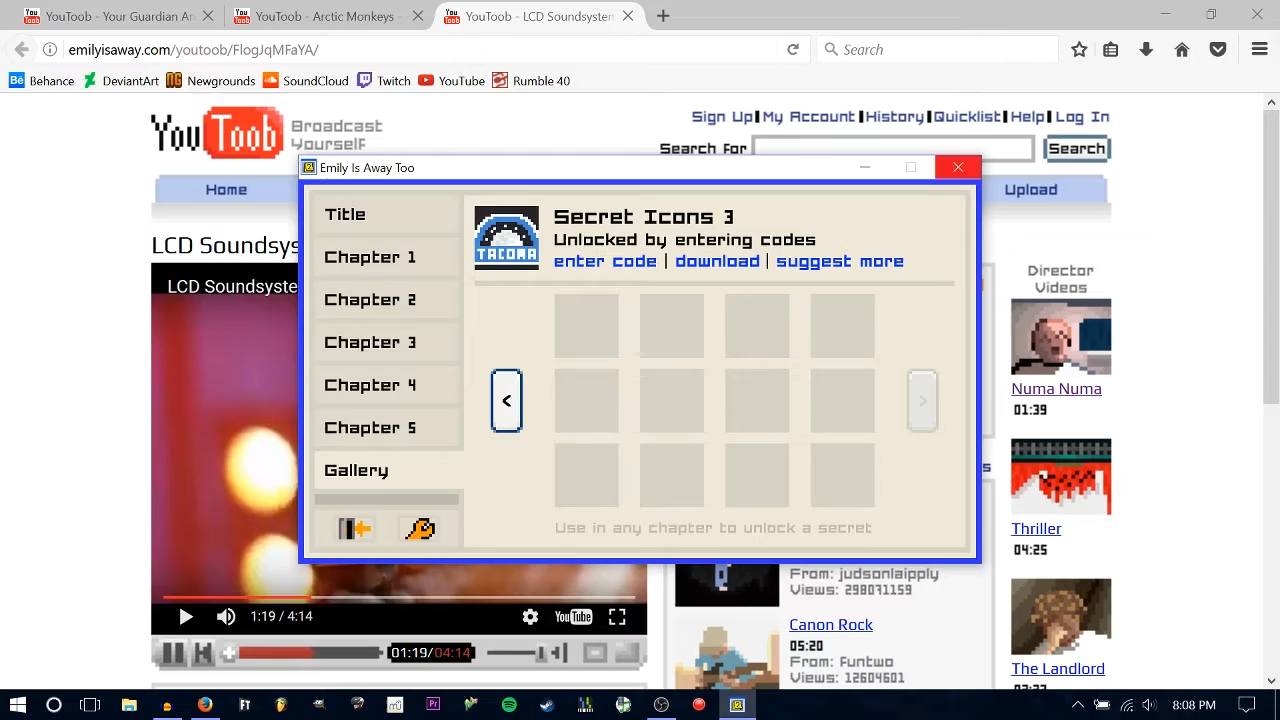 YouToob - Your Guardian Ar
YouToob - Arctic Monkeys
YouToob - LCD Soundsystem
emilyisaway.com/youtoob/FlogJqMFaYA/
Search
Behance
DeviantArt
Newgrounds
SoundCloud
Twitch
YouTube
Rumble 40
YouToob
Broadcast
Yourself
Sign Up|My Account|History|Quicklist|Help|Log In
Search for
Search
Home
Upload
Emily Is Away Too
LCD Soundsys
LCD Soundsyste
Title
Chapter 1
Chapter 2
Chapter 3
Chapter 4
Chapter 5
Gallery
TACOMA
Secret Icons 3
Unlocked by entering codes
enter code | download | suggest more
<
>
Use in any chapter to unlock a secret
Director
Videos
Numa Numa
01:39
Thriller
04:25
The Landlord
From: judsonlaipply
Views: 298071159
Canon Rock
05:20
From: Funtwo
Views: 12604601
1:19 / 4:14
YouTube
01:19/04:14
8:08 PM